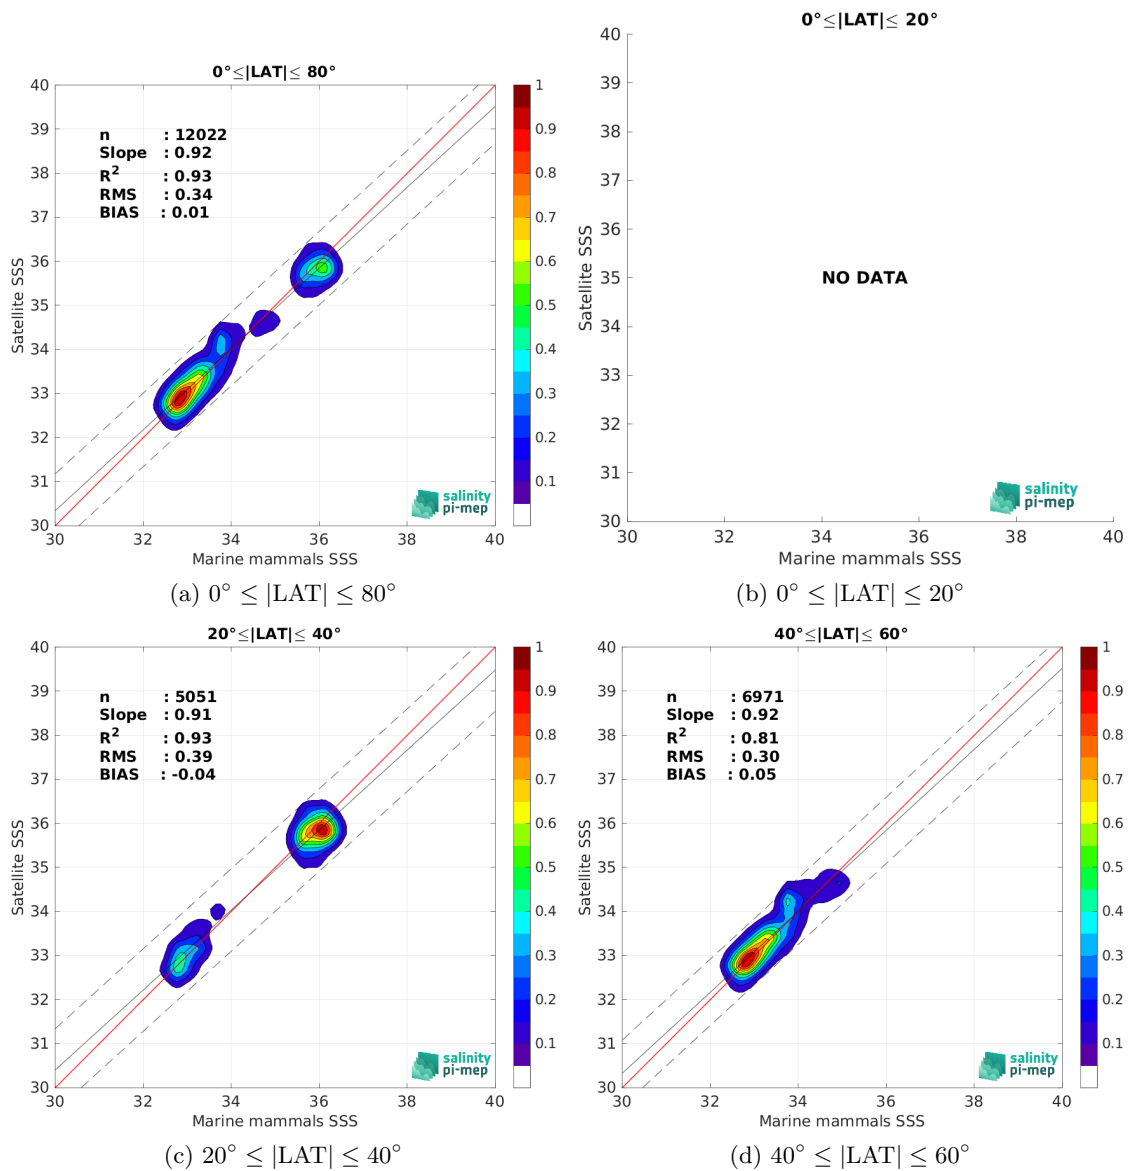 0°≤|LAT|≤ 80°
40
39
38
37
36
35
34
33
32
31
30
Satellite SSS
n : 12022
Slope : 0.92
R² : 0.93
RMS : 0.34
BIAS : 0.01
1
0.9
0.8
0.7
0.6
0.5
0.4
0.3
0.2
0.1
salinity
pi-mep
30 32 34 36 38 40
Marine mammals SSS
(a) 0° ≤ |LAT| ≤ 80°
0°≤|LAT|≤ 20°
40
39
38
37
36
35
34
33
32
31
30
Satellite SSS
NO DATA
salinity
pi-mep
30 32 34 36 38 40
Marine mammals SSS
(b) 0° ≤ |LAT| ≤ 20°
20°≤|LAT|≤ 40°
40
39
38
37
36
35
34
33
32
31
30
Satellite SSS
n : 5051
Slope : 0.91
R² : 0.93
RMS : 0.39
BIAS : -0.04
1
0.9
0.8
0.7
0.6
0.5
0.4
0.3
0.2
0.1
salinity
pi-mep
30 32 34 36 38 40
Marine mammals SSS
(c) 20° ≤ |LAT| ≤ 40°
40°≤|LAT|≤ 60°
40
39
38
37
36
35
34
33
32
31
30
Satellite SSS
n : 6971
Slope : 0.92
R² : 0.81
RMS : 0.30
BIAS : 0.05
1
0.9
0.8
0.7
0.6
0.5
0.4
0.3
0.2
0.1
salinity
pi-mep
30 32 34 36 38 40
Marine mammals SSS
(d) 40° ≤ |LAT| ≤ 60°